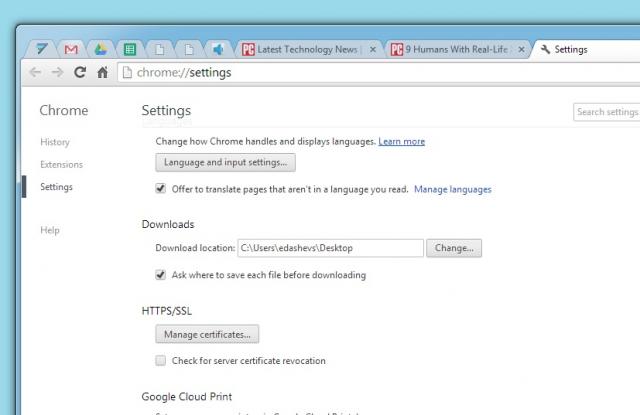 PC Latest Technology News |
PC 9 Humans With Real-Life
Settings
chrome://settings
Chrome
Settings
Search settings
History
Extensions
Settings
Help
Change how Chrome handles and displays languages. Learn more
Language and input settings...
Offer to translate pages that aren't in a language you read. Manage languages
Downloads
Download location: C:\Users\edashevs\Desktop Change...
Ask where to save each file before downloading
HTTPS/SSL
Manage certificates...
Check for server certificate revocation
Google Cloud Print